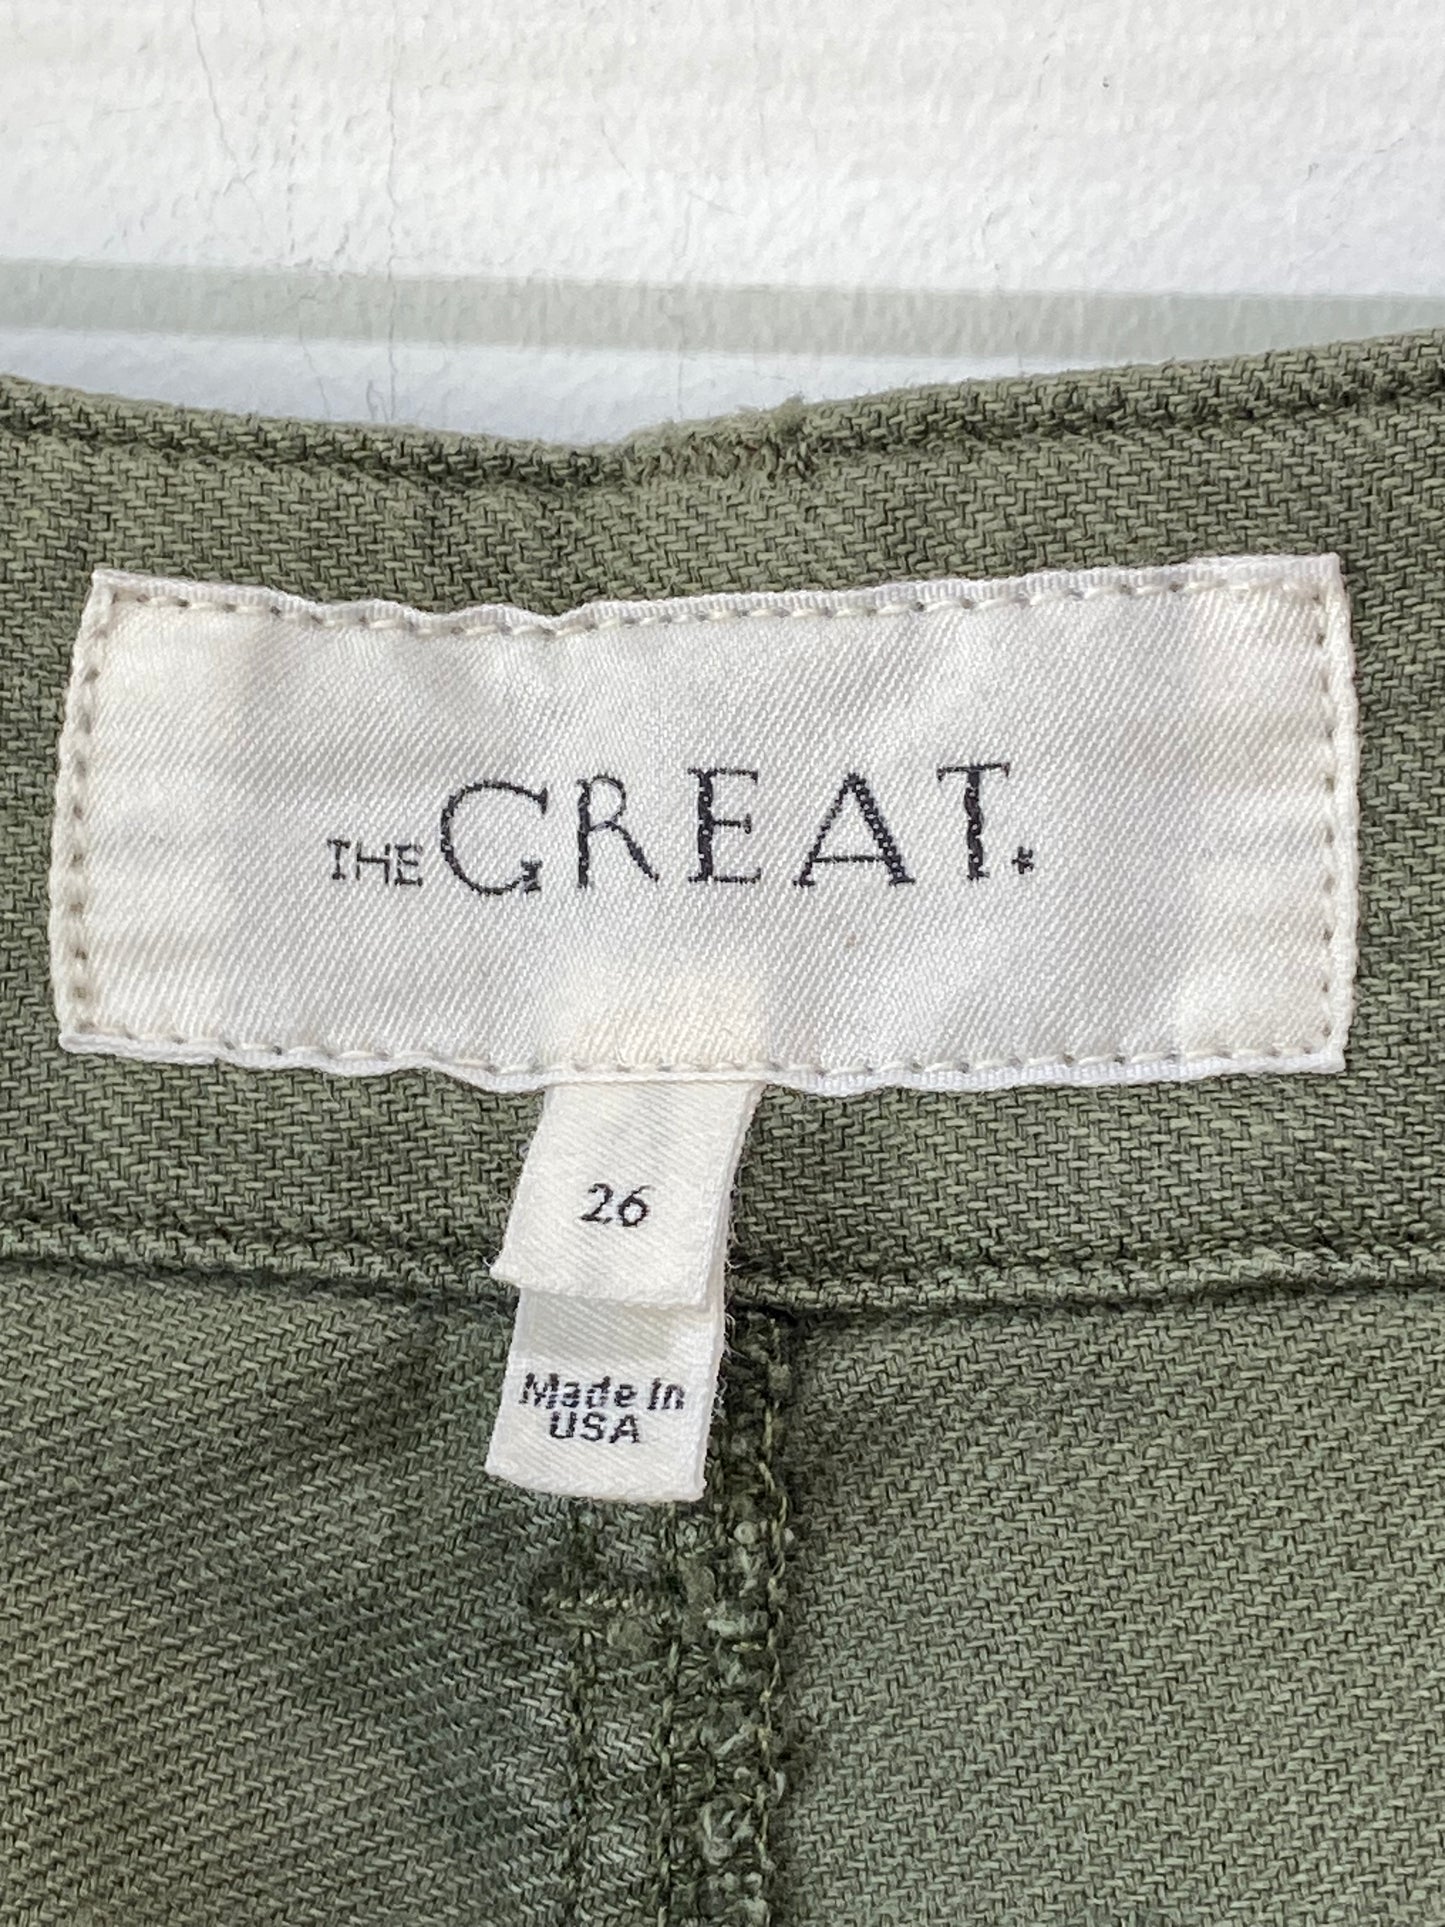 THE GREAT.
26
Made In
USA